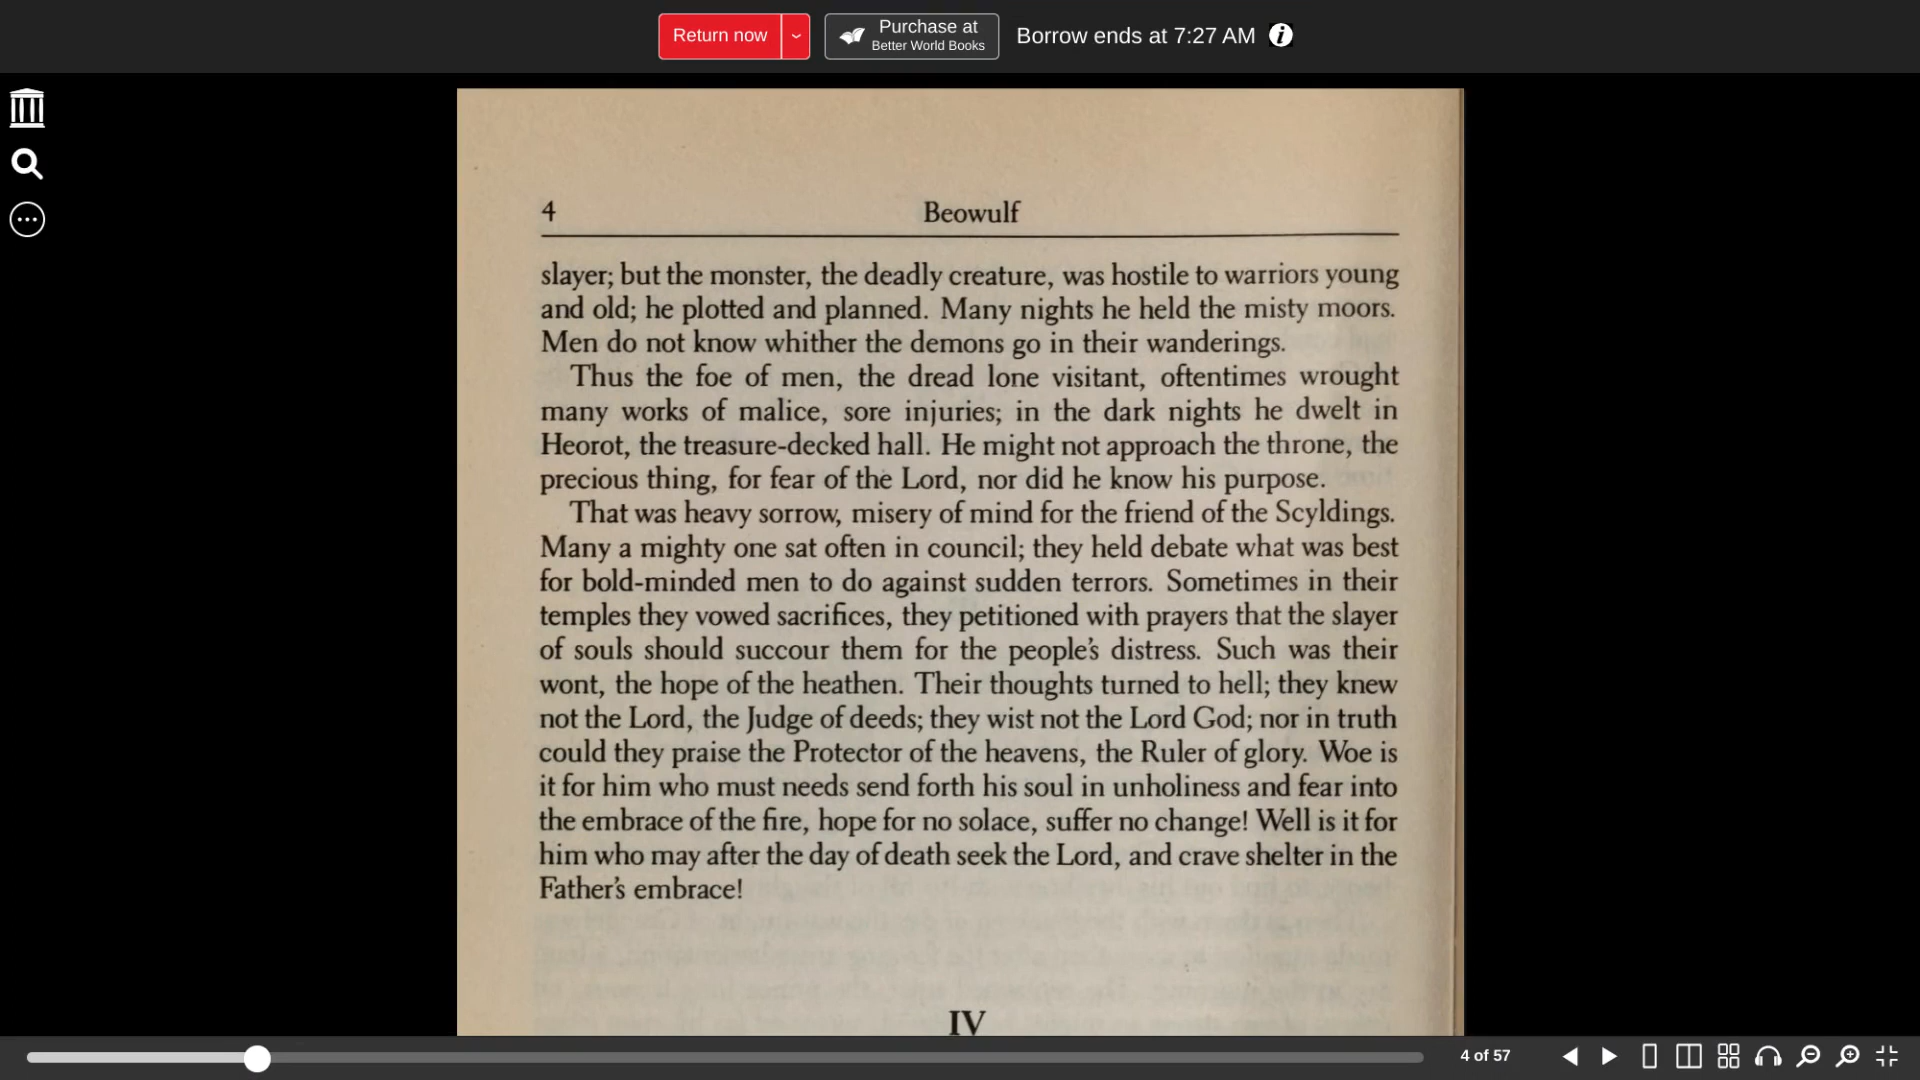 Return now
Purchase at
Better World Books
Borrow ends at 7:27 AM
4
Beowulf
slayer; but the monster, the deadly creature, was hostile to warriors young
and old; he plotted and planned. Many nights he held the misty moors.
Men do not know whither the demons go in their wanderings.
Thus the foe of men, the dread lone visitant, oftentimes wrought
many works of malice, sore injuries; in the dark nights he dwelt in
Heorot, the treasure-decked hall. He might not approach the throne, the
precious thing, for fear of the Lord, nor did he know his purpose.
That was heavy sorrow, misery of mind for the friend of the Scyldings.
Many a mighty one sat often in council; they held debate what was best
for bold-minded men to do against sudden terrors. Sometimes in their
temples they vowed sacrifices, they petitioned with prayers that the slayer
of souls should succour them for the people's distress. Such was their
wont, the hope of the heathen. Their thoughts turned to hell; they knew
not the Lord, the Judge of deeds; they wist not the Lord God; nor in truth
could they praise the Protector of the heavens, the Ruler of glory. Woe is
it for him who must needs send forth his soul in unholiness and fear into
the embrace of the fire, hope for no solace, suffer no change! Well is it for
him who may after the day of death seek the Lord, and crave shelter in the
Father's embrace!
IV
4 of 57